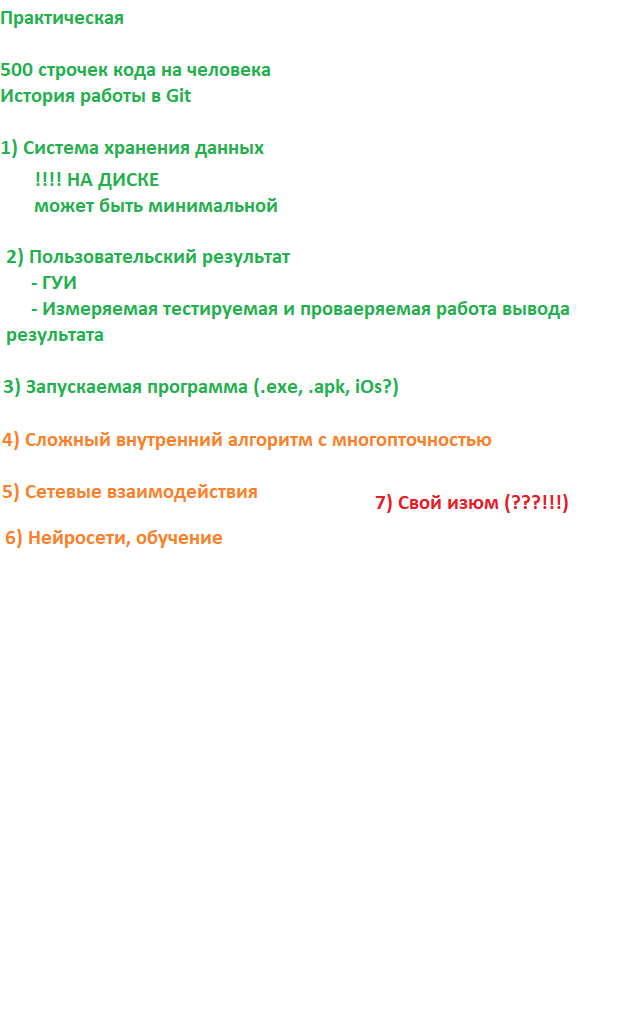 Практическая
500 строчек кода на человека
История работы в Git
1) Система хранения данных
!!!! НА ДИСКЕ
может быть минимальной
2) Пользовательский результат
- ГУИ
- Измеряемая тестируемая и проваеряемая работа вывода
результата
3) Запускаемая программа (.exe, .apk, iOs?)
4) Сложный внутренний алгоритм с многопточностью
5) Сетевые взаимодействия
7) Свой изюм (???!!!)
6) Нейросети, обучение